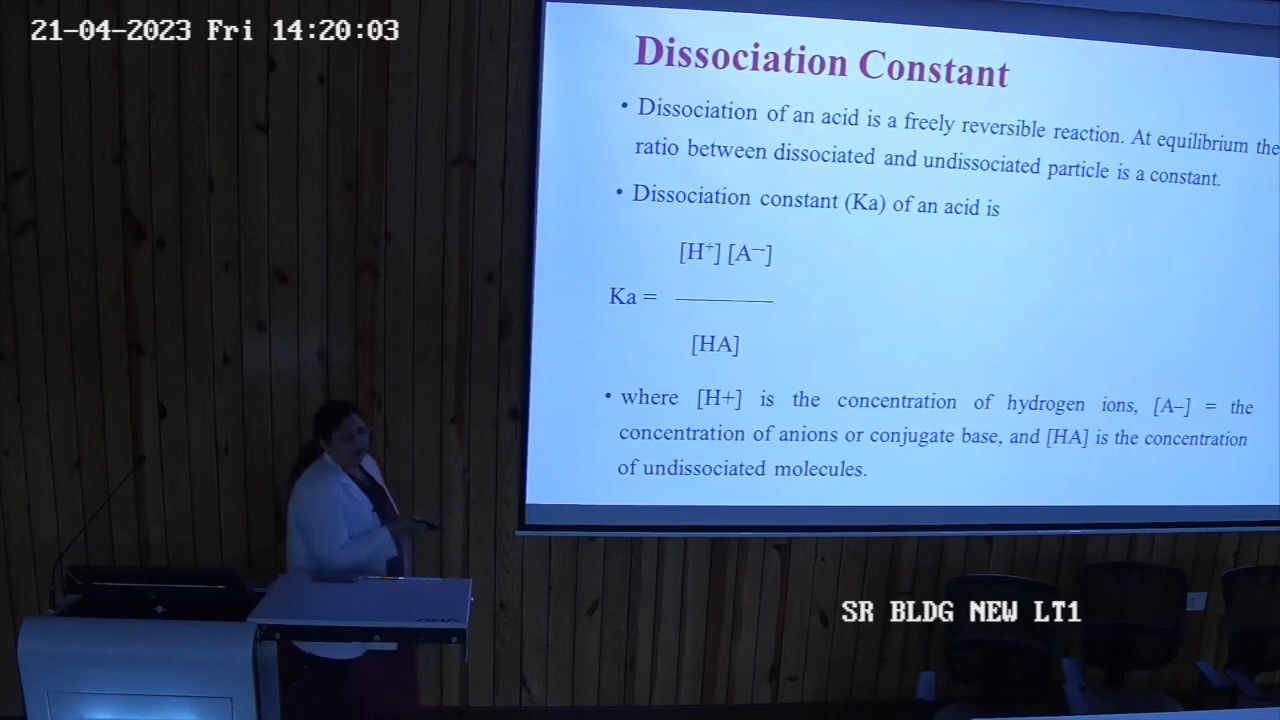 21-04-2023 Fri 14:20:03
Dissociation Constant
• Dissociation of an acid is a freely reversible reaction. At equilibrium the
ratio between dissociated and undissociated particle is a constant.
• Dissociation constant (Ka) of an acid is
[H⁺] [A⁻]
Ka = ————
[HA]
• where [H+] is the concentration of hydrogen ions, [A–] = the
concentration of anions or conjugate base, and [HA] is the concentration
of undissociated molecules.
SR BLDG NEW LT1